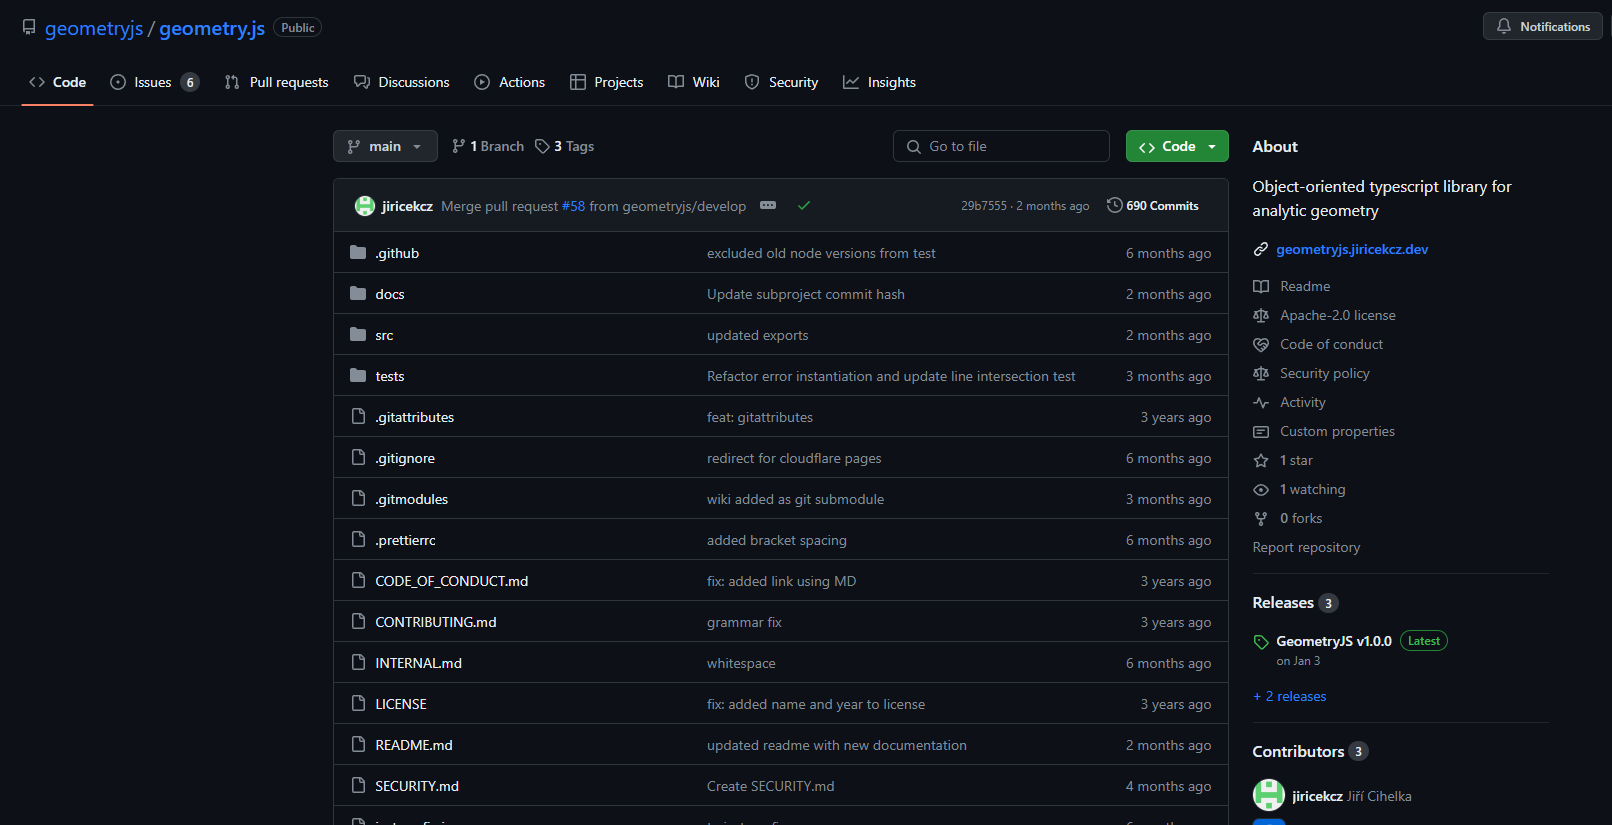 geometryjs / geometry.js Public Notifications
Code Issues 6 Pull requests Discussions Actions Projects Wiki Security Insights
main 1 Branch 3 Tags Go to file Code
jiricekcz Merge pull request #58 from geometryjs/develop 29b7555 · 2 months ago 690 Commits
.github excluded old node versions from test 6 months ago
docs Update subproject commit hash 2 months ago
src updated exports 2 months ago
tests Refactor error instantiation and update line intersection test 3 months ago
.gitattributes feat: gitattributes 3 years ago
.gitignore redirect for cloudflare pages 6 months ago
.gitmodules wiki added as git submodule 3 months ago
.prettierrc added bracket spacing 6 months ago
CODE_OF_CONDUCT.md fix: added link using MD 3 years ago
CONTRIBUTING.md grammar fix 3 years ago
INTERNAL.md whitespace 6 months ago
LICENSE fix: added name and year to license 3 years ago
README.md updated readme with new documentation 2 months ago
SECURITY.md Create SECURITY.md 4 months ago
About
Object-oriented typescript library for
analytic geometry
geometryjs.jiricekcz.dev
Readme
Apache-2.0 license
Code of conduct
Security policy
Activity
Custom properties
1 star
1 watching
0 forks
Report repository
Releases 3
GeometryJS v1.0.0 Latest
on Jan 3
+ 2 releases
Contributors 3
jiricekcz Jiří Cihelka